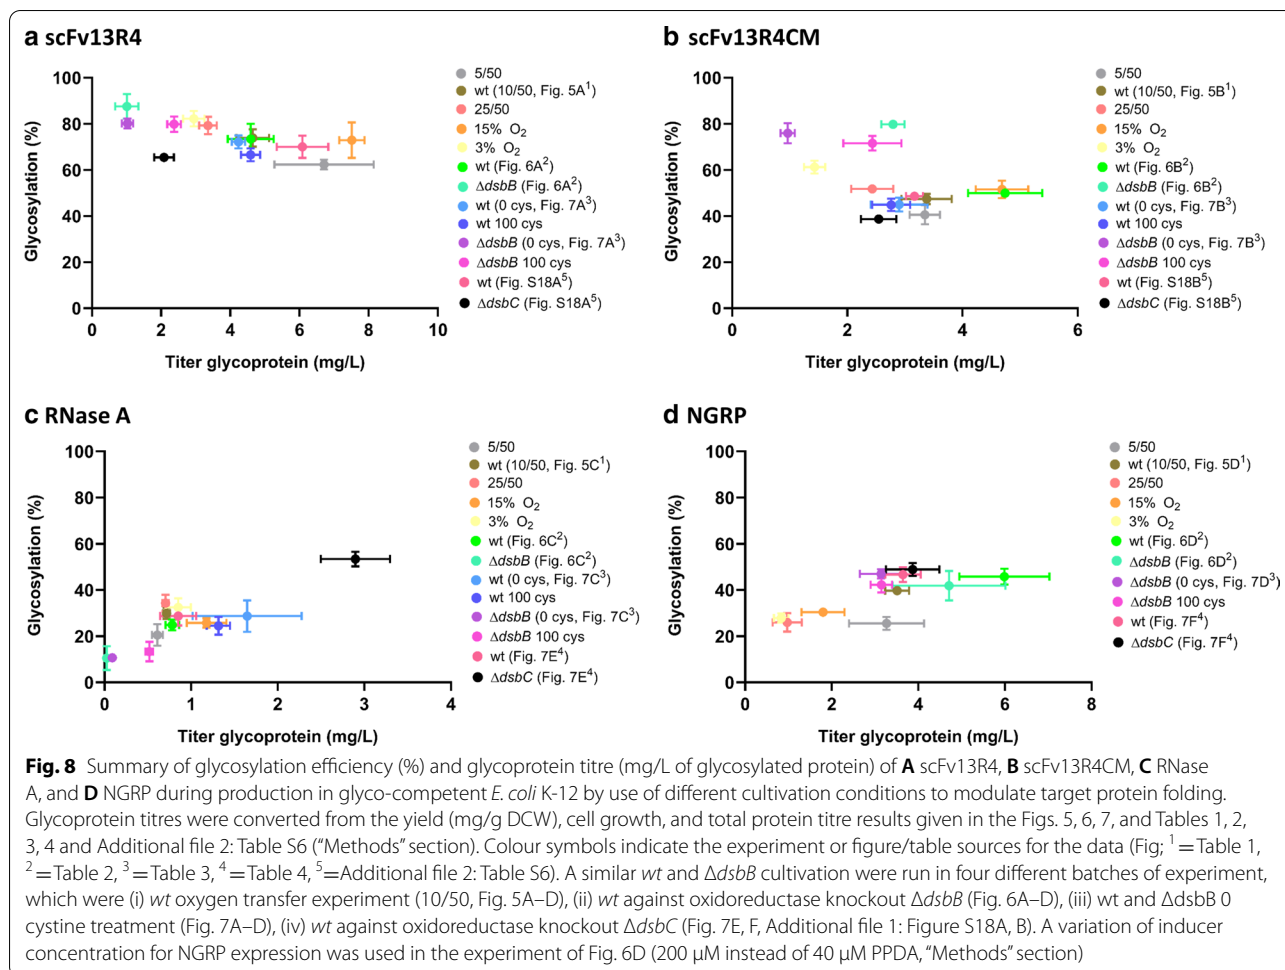 a scFv13R4
100
80
60
40
20
0
Glycosylation (%)
0 2 4 6 8 10
Titer glycoprotein (mg/L)
5/50
wt (10/50, Fig. 5A¹)
25/50
15% O₂
3% O₂
wt (Fig. 6A²)
ΔdsbB (Fig. 6A²)
wt (0 cys, Fig. 7A³)
wt 100 cys
ΔdsbB (0 cys, Fig. 7A³)
ΔdsbB 100 cys
wt (Fig. S18A⁵)
ΔdsbC (Fig. S18A⁵)
b scFv13R4CM
100
80
60
40
20
0
Glycosylation (%)
0 2 4 6
Titer glycoprotein (mg/L)
5/50
wt (10/50, Fig. 5B¹)
25/50
15% O₂
3% O₂
wt (Fig. 6B²)
ΔdsbB (Fig. 6B²)
wt (0 cys, Fig. 7B³)
wt 100 cys
ΔdsbB (0 cys, Fig. 7B³)
ΔdsbB 100 cys
wt (Fig. S18B⁵)
ΔdsbC (Fig. S18B⁵)
c RNase A
100
80
60
40
20
0
Glycosylation (%)
0 1 2 3 4
Titer glycoprotein (mg/L)
5/50
wt (10/50, Fig. 5C¹)
25/50
15% O₂
3% O₂
wt (Fig. 6C²)
ΔdsbB (Fig. 6C²)
wt (0 cys, Fig. 7C³)
wt 100 cys
ΔdsbB (0 cys, Fig. 7C³)
ΔdsbB 100 cys
wt (Fig. 7E⁴)
ΔdsbC (Fig. 7E⁴)
d NGRP
100
80
60
40
20
0
Glycosylation (%)
0 2 4 6 8
Titer glycoprotein (mg/L)
5/50
wt (10/50, Fig. 5D¹)
25/50
15% O₂
3% O₂
wt (Fig. 6D²)
ΔdsbB (Fig. 6D²)
ΔdsbB (0 cys, Fig. 7D³)
ΔdsbB 100 cys
wt (Fig. 7F⁴)
ΔdsbC (Fig. 7F⁴)
Fig. 8 Summary of glycosylation efficiency (%) and glycoprotein titre (mg/L of glycosylated protein) of A scFv13R4, B scFv13R4CM, C RNase
A, and D NGRP during production in glyco-competent E. coli K-12 by use of different cultivation conditions to modulate target protein folding.
Glycoprotein titres were converted from the yield (mg/g DCW), cell growth, and total protein titre results given in the Figs. 5, 6, 7, and Tables 1, 2,
3, 4 and Additional file 2: Table S6 (“Methods” section). Colour symbols indicate the experiment or figure/table sources for the data (Fig; ¹ = Table 1,
² = Table 2, ³ = Table 3, ⁴ = Table 4, ⁵=Additional file 2: Table S6). A similar wt and ΔdsbB cultivation were run in four different batches of experiment,
which were (i) wt oxygen transfer experiment (10/50, Fig. 5A–D), (ii) wt against oxidoreductase knockout ΔdsbB (Fig. 6A–D), (iii) wt and ΔdsbB 0
cystine treatment (Fig. 7A–D), (iv) wt against oxidoreductase knockout ΔdsbC (Fig. 7E, F, Additional file 1: Figure S18A, B). A variation of inducer
concentration for NGRP expression was used in the experiment of Fig. 6D (200 μM instead of 40 μM PPDA, “Methods” section)